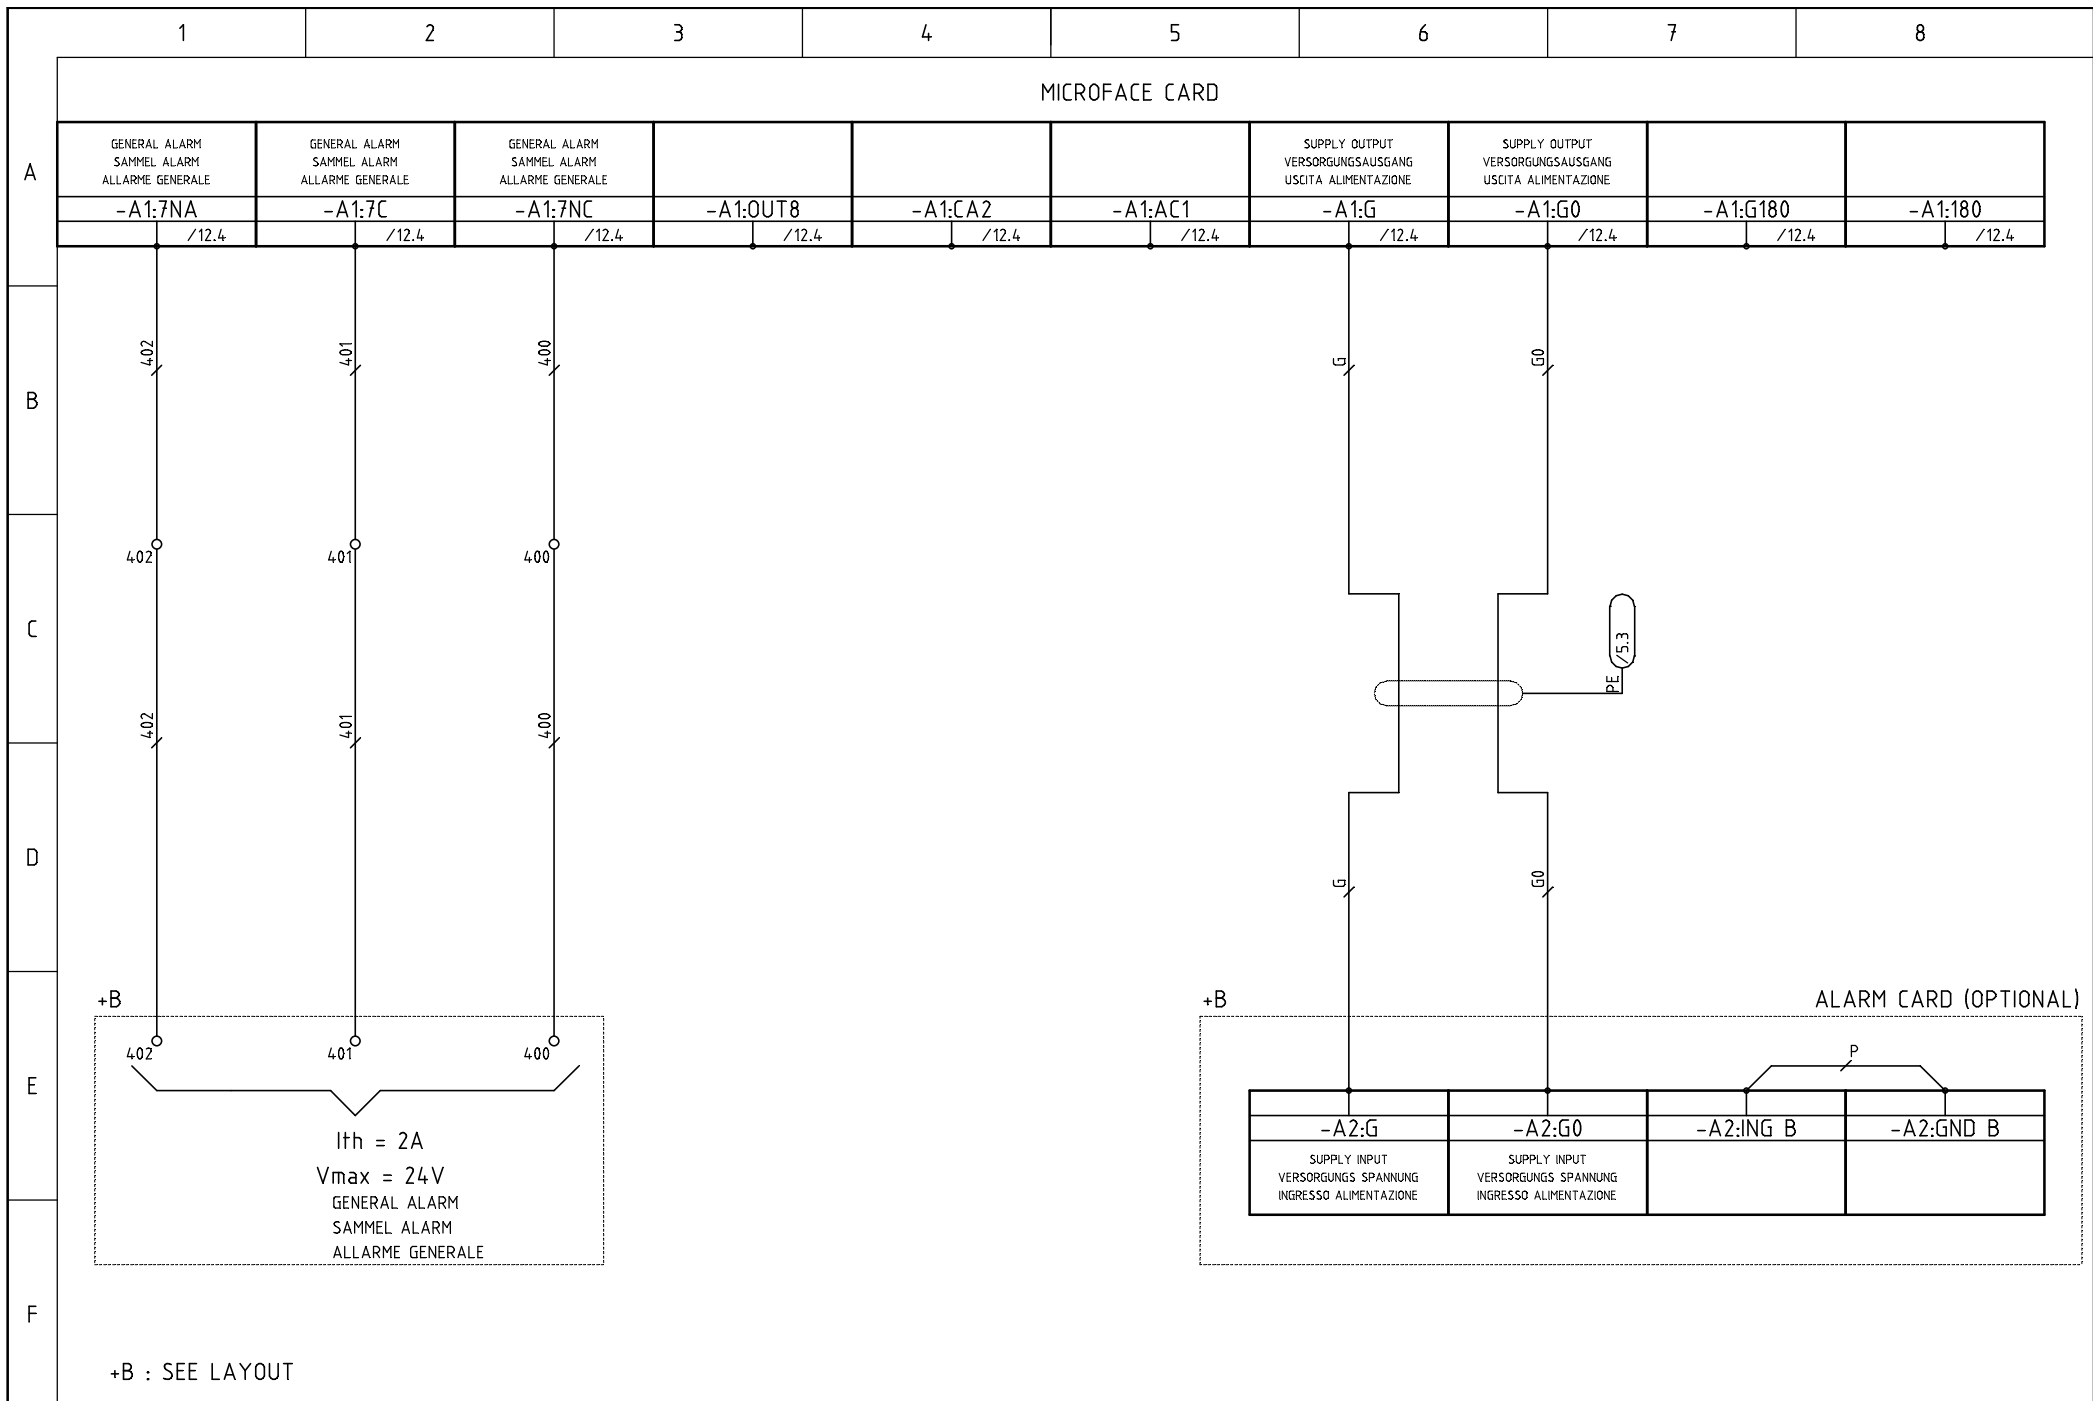 1 2 3 4 5 6 7 8
MICROFACE CARD
A
GENERAL ALARM
SAMMEL ALARM
ALLARME GENERALE
GENERAL ALARM
SAMMEL ALARM
ALLARME GENERALE
GENERAL ALARM
SAMMEL ALARM
ALLARME GENERALE
SUPPLY OUTPUT
VERSORGUNGSAUSGANG
USCITA ALIMENTAZIONE
SUPPLY OUTPUT
VERSORGUNGSAUSGANG
USCITA ALIMENTAZIONE
-A1:7NA -A1:7C -A1:7NC -A1:OUT8 -A1:CA2 -A1:AC1 -A1:G -A1:G0 -A1:G180 -A1:180
/12.4 /12.4 /12.4 /12.4 /12.4 /12.4 /12.4 /12.4 /12.4 /12.4
402 401 400 G G0
B
402 401 400
C
/5.3
PE
402 401 400
D
G G0
+B
+B
ALARM CARD (OPTIONAL)
402 401 400
P
E
Ith = 2A
Vmax = 24V
GENERAL ALARM
SAMMEL ALARM
ALLARME GENERALE
-A2:G -A2:G0 -A2:ING B -A2:GND B
SUPPLY INPUT
VERSORGUNGS SPANNUNG
INGRESSO ALIMENTAZIONE
SUPPLY INPUT
VERSORGUNGS SPANNUNG
INGRESSO ALIMENTAZIONE
F
+B : SEE LAYOUT